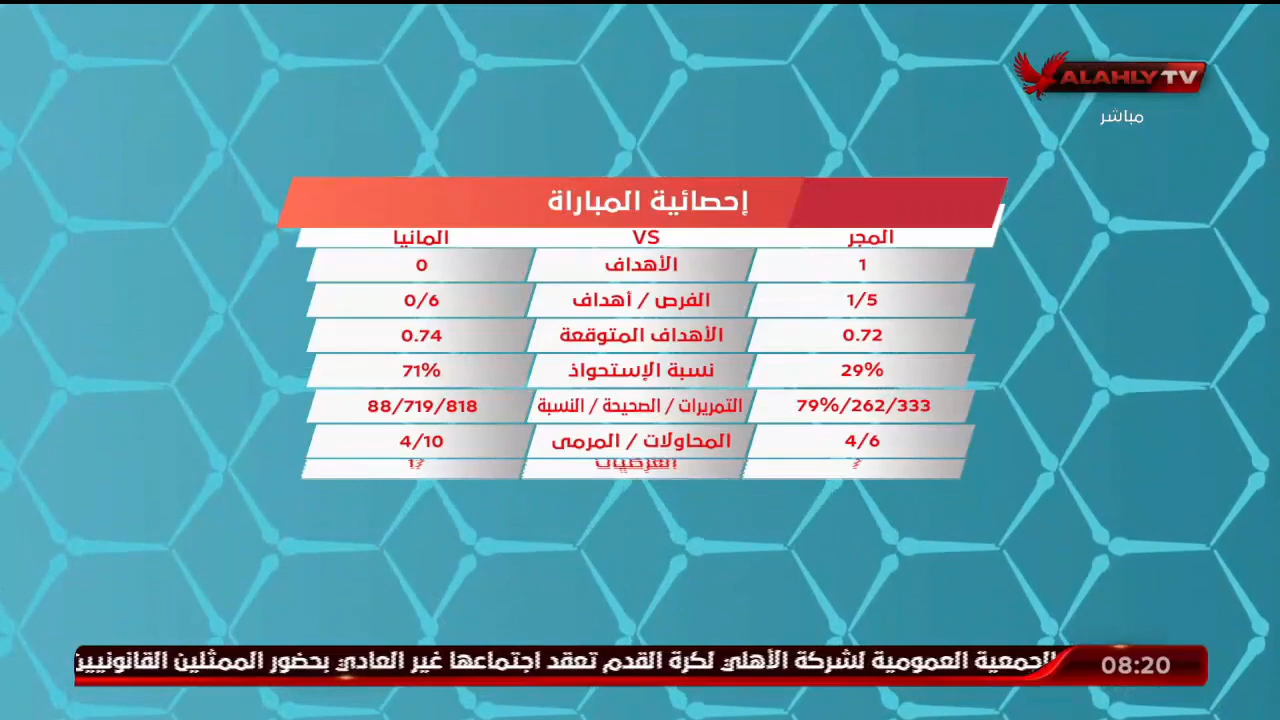 ALAHLY TV
مباشر
إحصائية المباراة
المجر VS المانيا
1 الأهداف 0
1/5 الفرص / أهداف 0/6
0.72 الأهداف المتوقعة 0.74
29% نسبة الإستحواذ 71%
79%/262/333 التمريرات / الصحيحة / النسبة 88/719/818
4/6 المحاولات / المرمى 4/10
08:20 الجمعية العمومية لشركة الأهلي لكرة القدم تعقد اجتماعها غير العادي بحضور الممثلين القانونيين